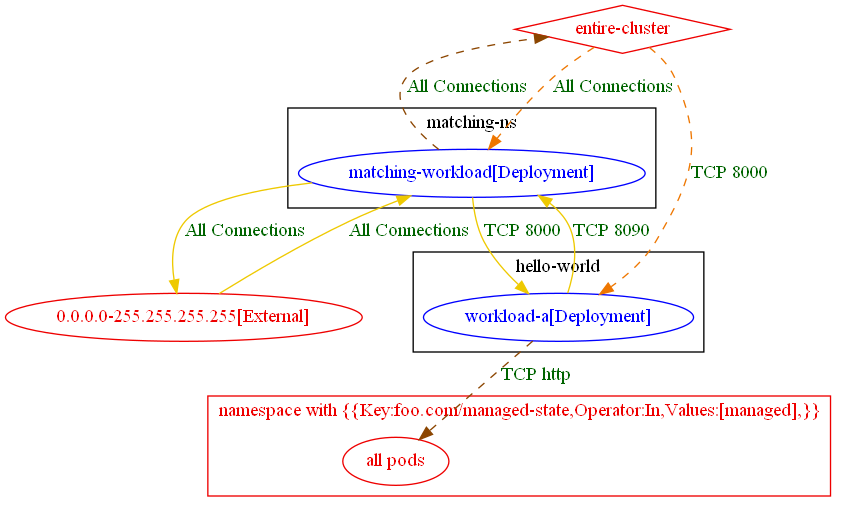 entire-cluster
All Connections
All Connections
matching-ns
matching-workload[Deployment]
TCP 8000
All Connections
All Connections
TCP 8000
TCP 8090
hello-world
0.0.0.0-255.255.255.255[External]
workload-a[Deployment]
TCP http
namespace with {{Key:foo.com/managed-state,Operator:In,Values:[managed],}}
all pods